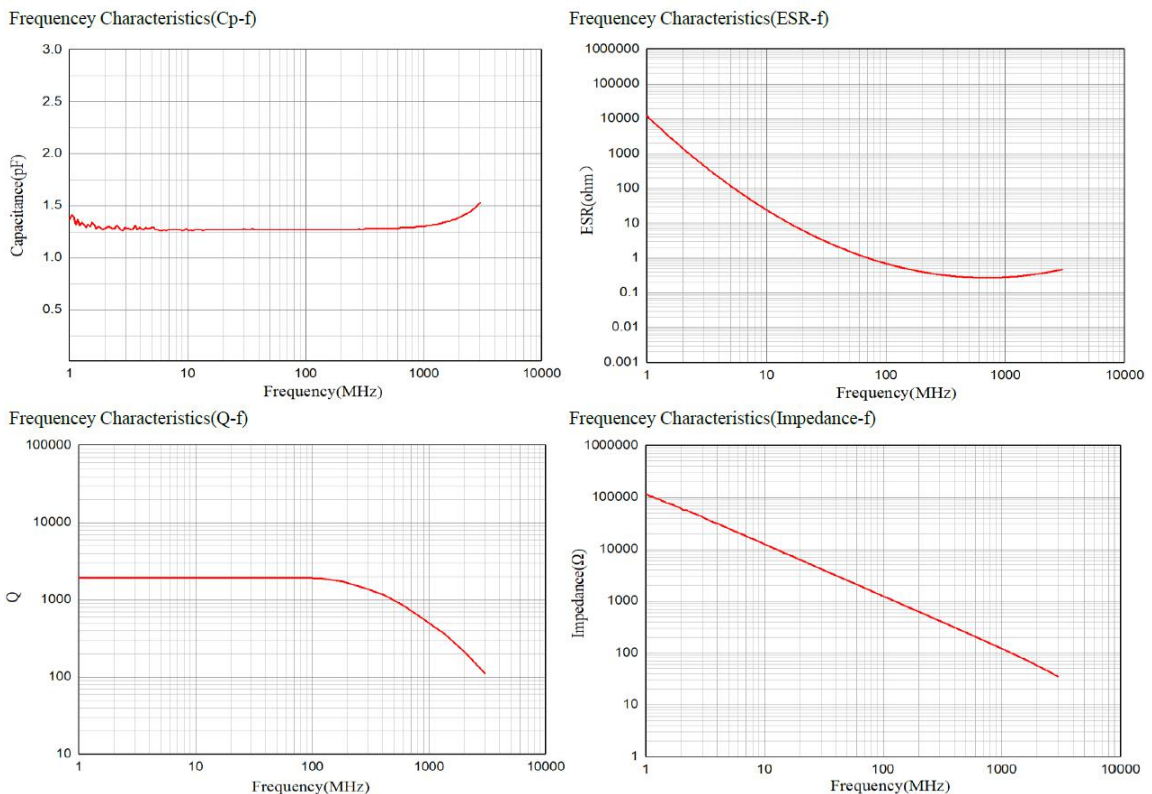 Frequencey Characteristics(Cp-f)
3.0
2.5
2.0
1.5
1.0
0.5
Capacitance(pF)
1 10 100 1000 10000
Frequency(MHz)
Frequencey Characteristics(ESR-f)
1000000
100000
10000
1000
100
10
1
0.1
0.01
0.001
ESR(ohm)
1 10 100 1000 10000
Frequency(MHz)
Frequencey Characteristics(Q-f)
100000
10000
1000
100
10
Q
1 10 100 1000 10000
Frequency(MHz)
Frequencey Characteristics(Impedance-f)
1000000
100000
10000
1000
100
10
1
Impedance(Ω)
1 10 100 1000 10000
Frequency(MHz)